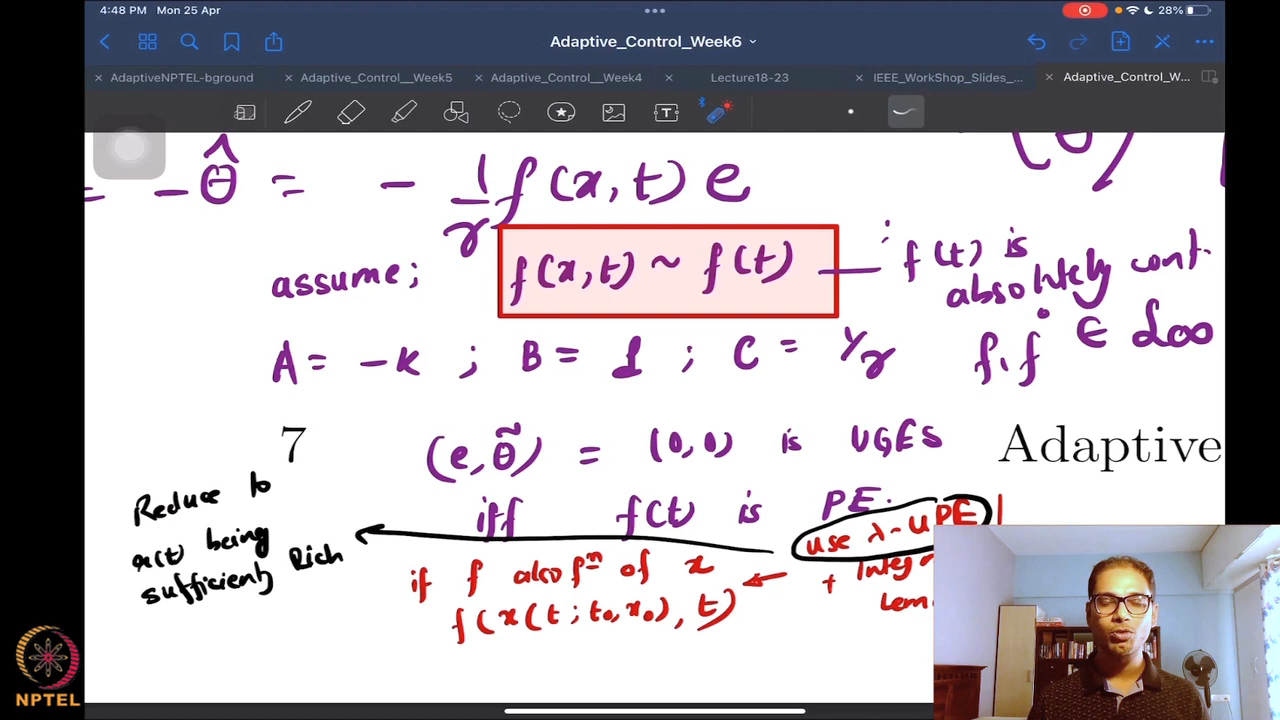 4:48 PM Mon 25 Apr
28%
Adaptive_Control_Week6
AdaptiveNPTEL-bground
Adaptive_Control__Week5
Adaptive_Control__Week4
Lecture18-23
IEEE_WorkShop_Slides_...
Adaptive_Control_W...
= - θ̂ = - 1/γ f(x,t) e
assume; f(x,t) ~ f(t) — f(t) is
absolutely cont.
A = -K ; B = 1 ; C = 1/γ f, ḟ ∈ L∞
7
(e, θ̃) = (0,0) is UGES
Adaptive
iff f(t) is PE.
use λ-UPE
+
Reduce to
x(t) being
sufficiently Rich
if f also fn of x
f(x(t; t0, x0), t)
NPTEL